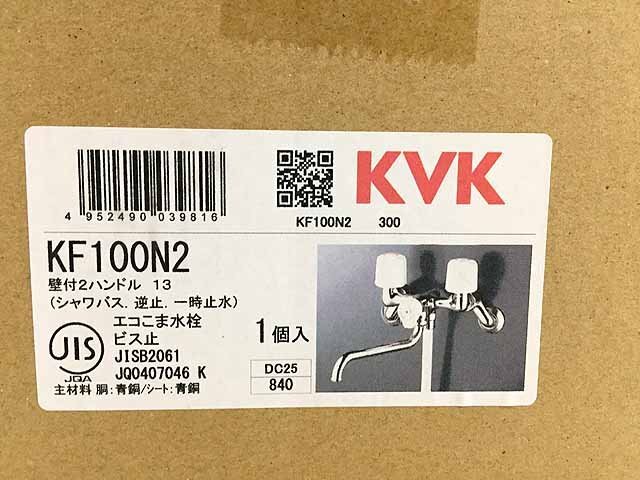 KVK
4 952490 039816
KF100N2 300
KF100N2
壁付2ハンドル 13
(シャワバス.逆止.一時止水)
JIS
JQA
エコこま水栓
ビス止
JISB2061
JQ0407046 K
1個入
DC25
840
主材料 胴:青銅/シート:青銅